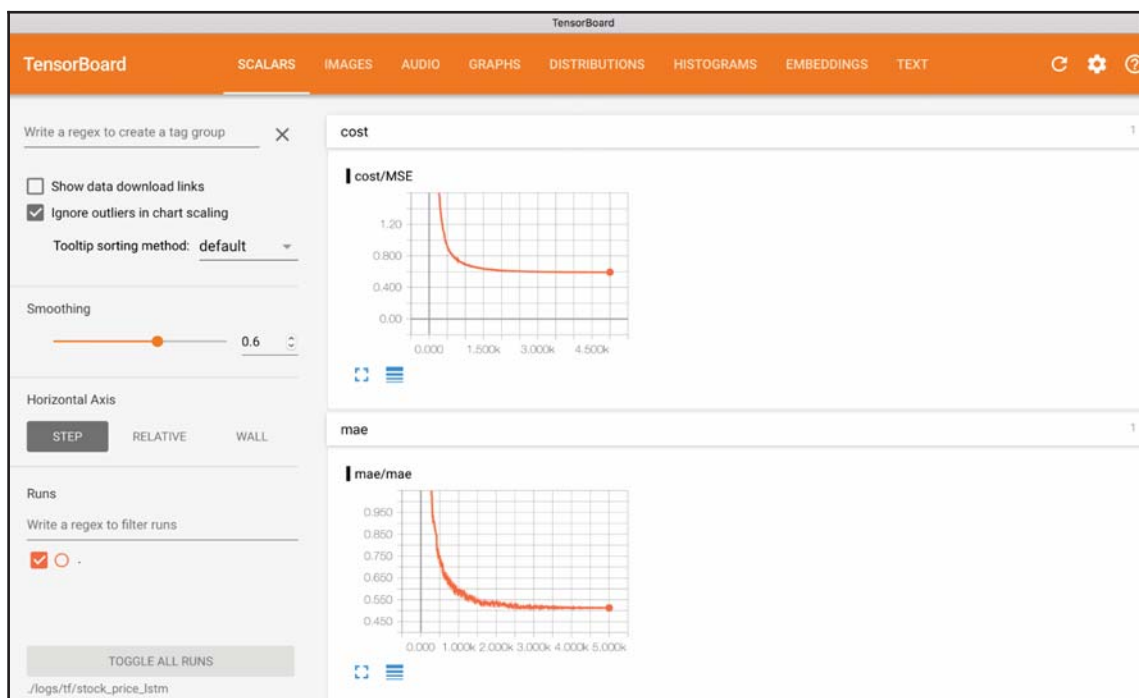 TensorBoard
TensorBoard SCALARS IMAGES AUDIO GRAPHS DISTRIBUTIONS HISTOGRAMS EMBEDDINGS TEXT
Write a regex to create a tag group
Show data download links
Ignore outliers in chart scaling
Tooltip sorting method: default
Smoothing
0.6
Horizontal Axis
STEP RELATIVE WALL
Runs
Write a regex to filter runs
.
TOGGLE ALL RUNS
./logs/tf/stock_price_lstm
cost 1
cost/MSE
1.20
0.800
0.400
0.00
0.000 1.500k 3.000k 4.500k
mae 1
mae/mae
0.950
0.850
0.750
0.650
0.550
0.450
0.000 1.000k 2.000k 3.000k 4.000k 5.000k